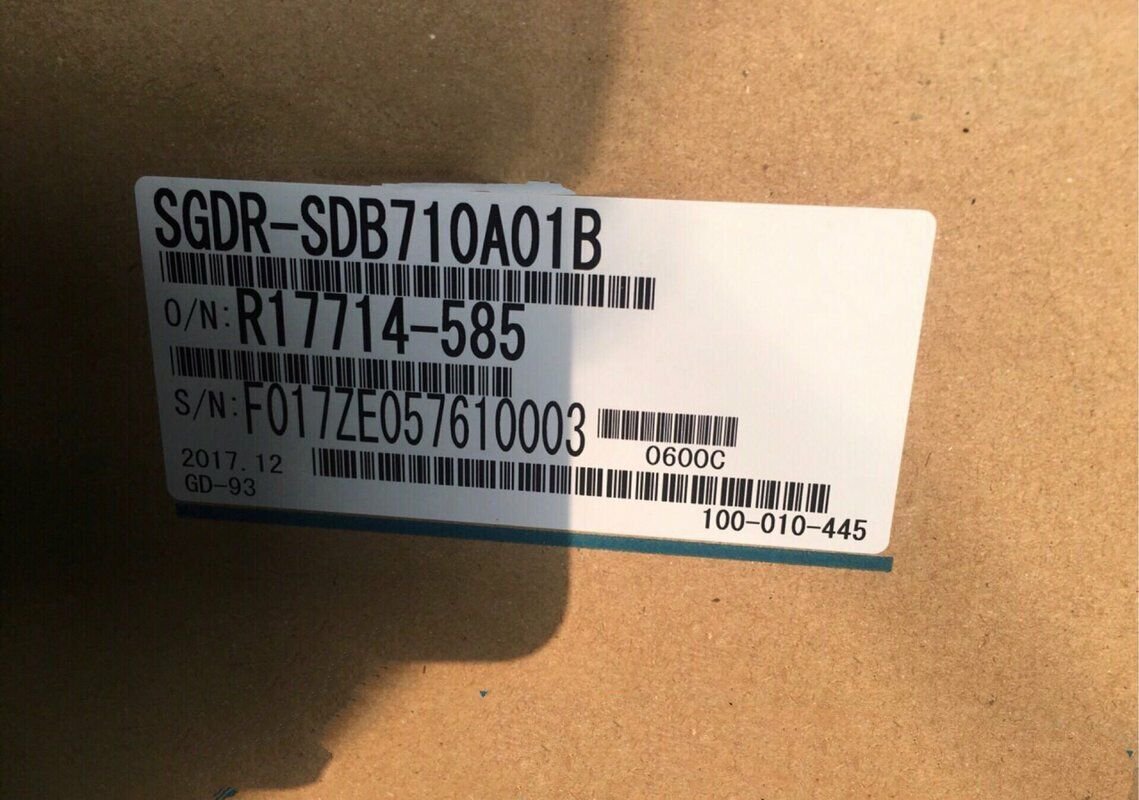 SGDR-SDB710A01B
O/N:R17714-585
S/N:F017ZE057610003
0600C
2017.12
GD-93
100-010-445